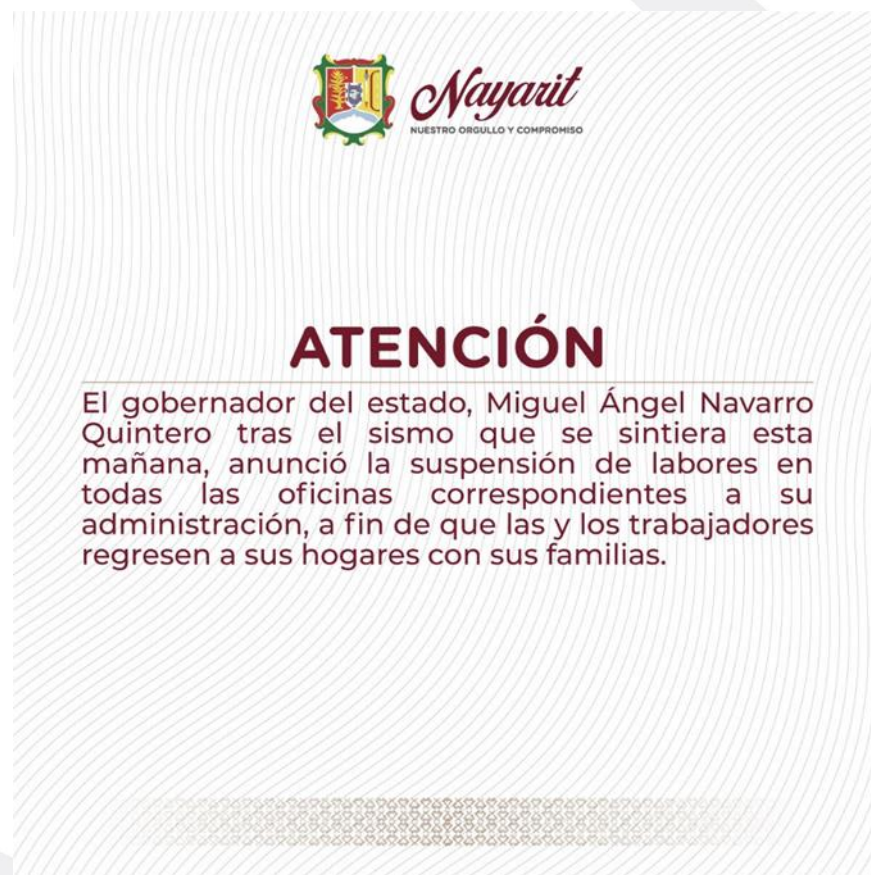 Nayarit
NUESTRO ORGULLO Y COMPROMISO
ATENCIÓN
El gobernador del estado, Miguel Ángel Navarro
Quintero tras el sismo que se sintiera esta
mañana, anunció la suspensión de labores en
todas las oficinas correspondientes a su
administración, a fin de que las y los trabajadores
regresen a sus hogares con sus familias.